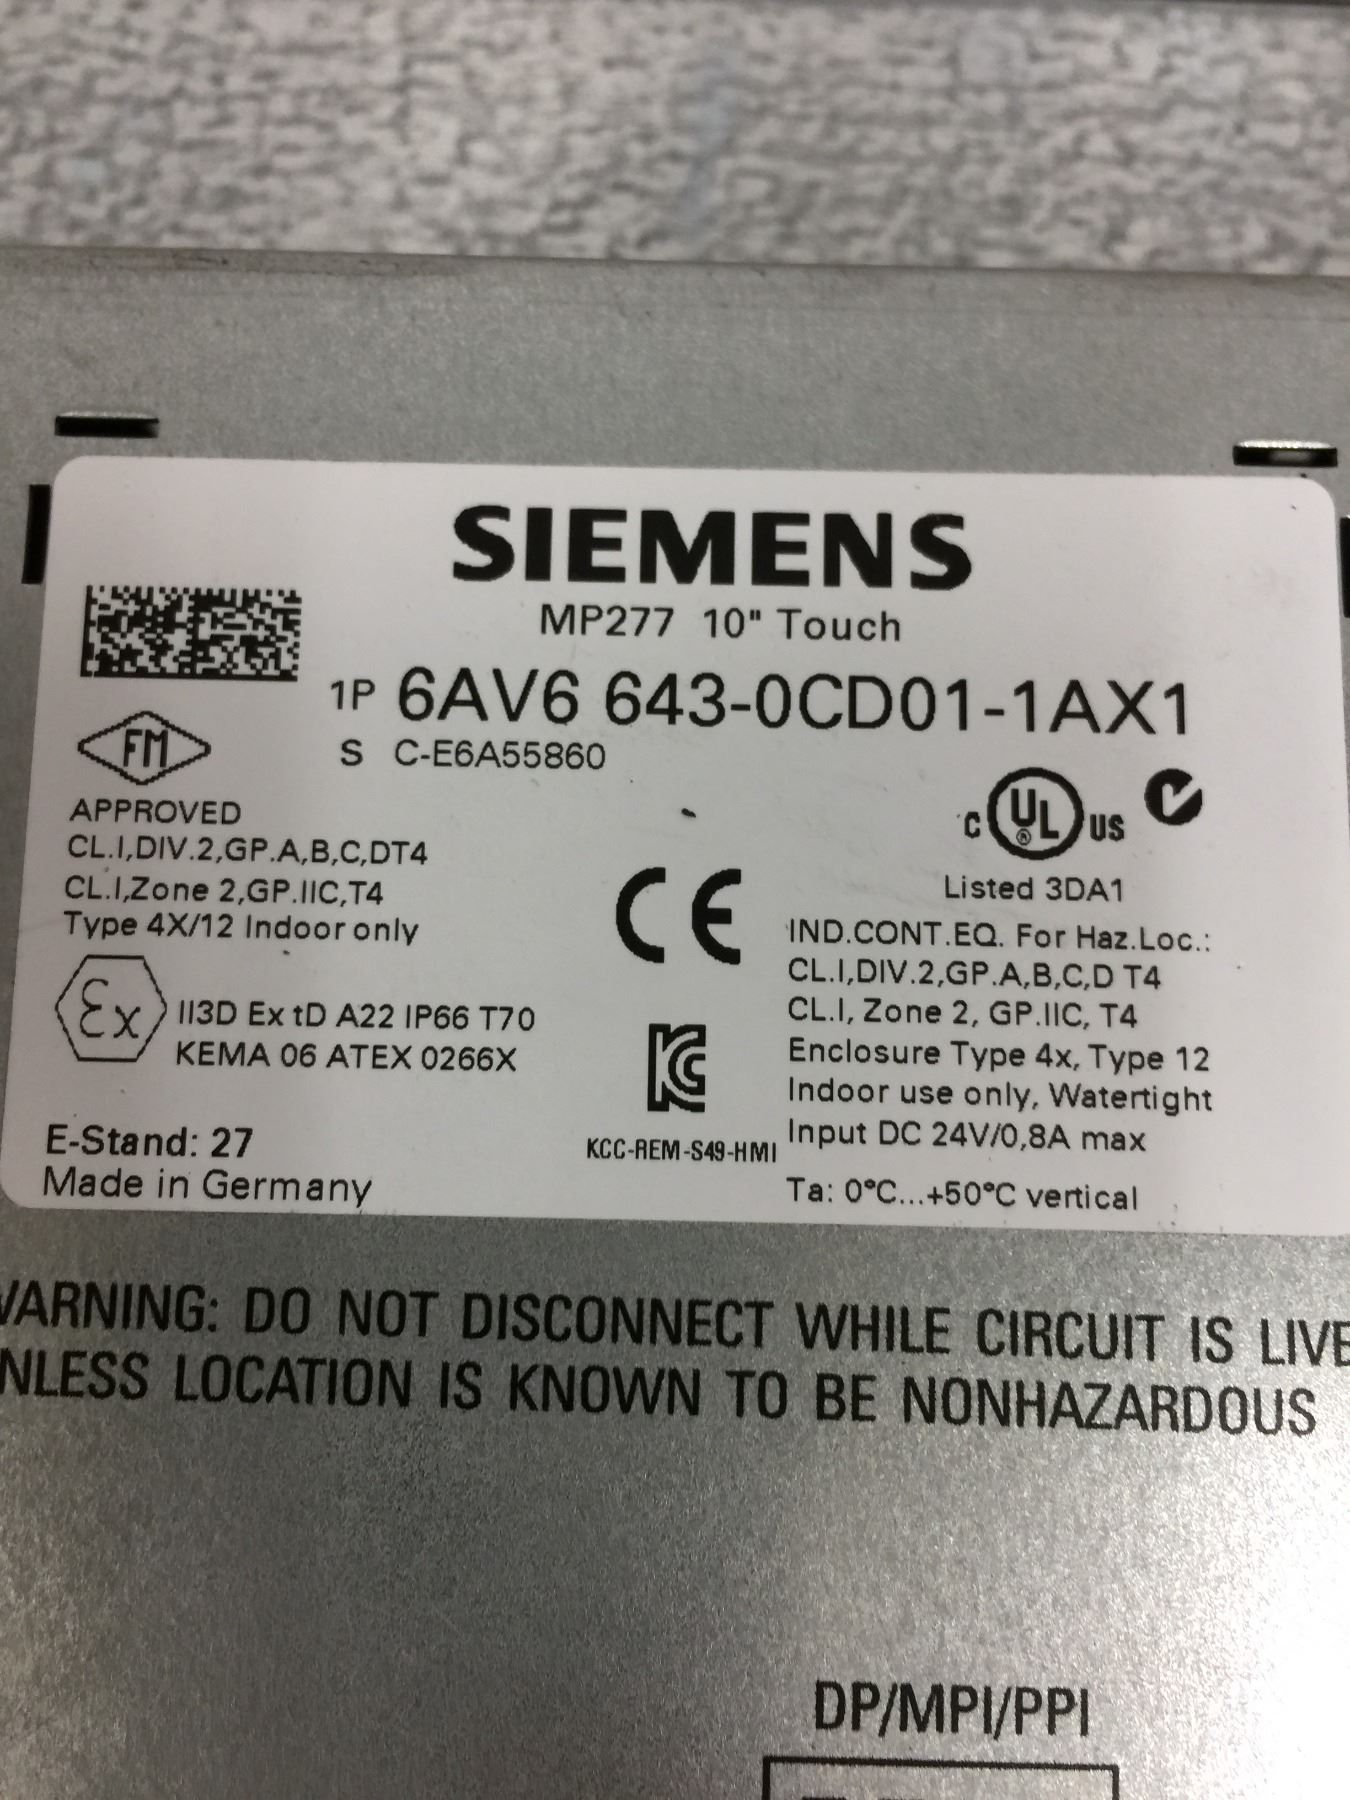 SIEMENS
MP277 10" Touch
1P 6AV6 643-0CD01-1AX1
S C-E6A55860
FM
APPROVED
CL.I,DIV.2,GP.A,B,C,DT4
CL.I,Zone 2,GP.IIC,T4
Type 4X/12 Indoor only
Ex II3D Ex tD A22 IP66 T70
KEMA 06 ATEX 0266X
E-Stand: 27
Made in Germany
CE
KC
KCC-REM-S49-HMI
C UL ® US
Listed 3DA1
IND.CONT.EQ. For Haz.Loc.:
CL.I,DIV.2,GP.A,B,C,D T4
CL.I, Zone 2, GP.IIC, T4
Enclosure Type 4x, Type 12
Indoor use only, Watertight
Input DC 24V/0,8A max
Ta: 0°C...+50°C vertical
WARNING: DO NOT DISCONNECT WHILE CIRCUIT IS LIVE
UNLESS LOCATION IS KNOWN TO BE NONHAZARDOUS
DP/MPI/PPI